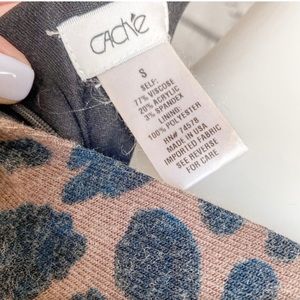 caché
S
SELF:
77% VISCOSE
20% ACRYLIC
3% SPANDEX
LINING:
100% POLYESTER
RN# 74578
MADE IN USA
IMPORTED FABRIC
SEE REVERSE
FOR CARE